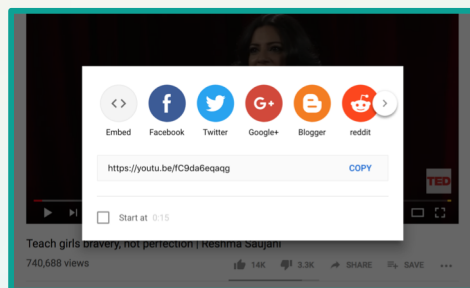 Embed Facebook Twitter Google+ Blogger reddit
https://youtu.be/fC9da6eqaqg COPY
TED
Start at 0:15
Teach girls bravery, not perfection | Reshma Saujani
740,688 views 14K 3.3K SHARE SAVE